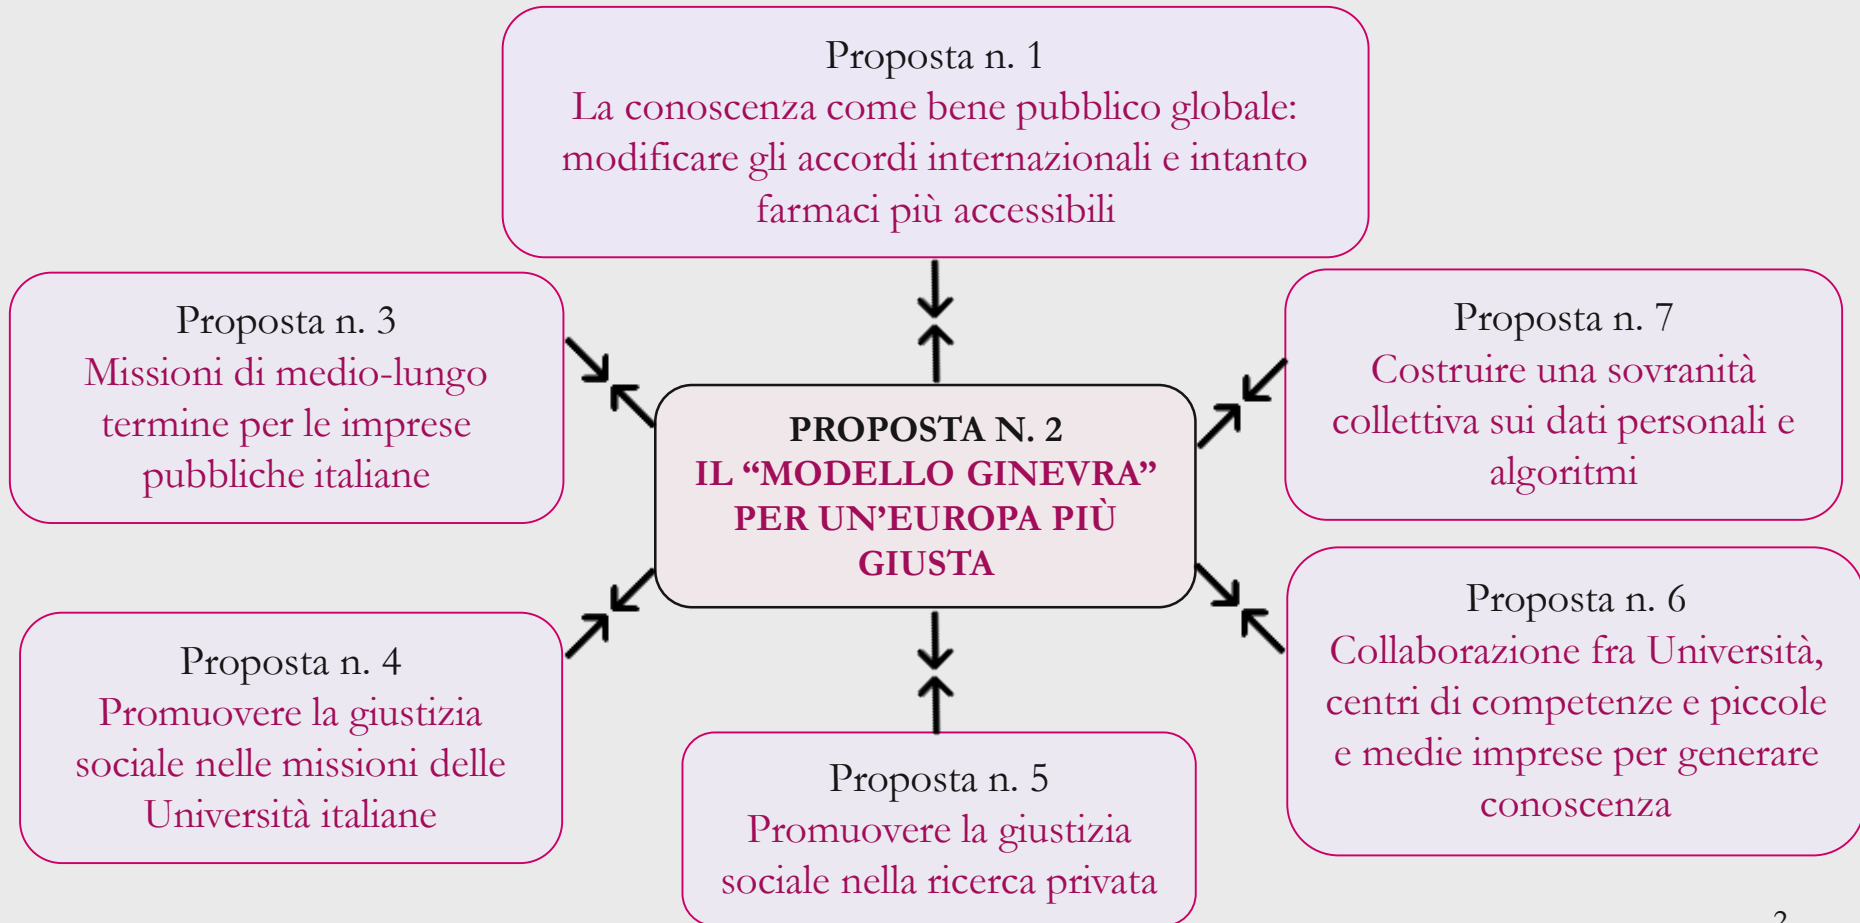 Proposta n. 1
La conoscenza come bene pubblico globale:
modificare gli accordi internazionali e intanto
farmaci più accessibili
Proposta n. 3
Missioni di medio-lungo
termine per le imprese
pubbliche italiane
Proposta n. 7
Costruire una sovranità
collettiva sui dati personali e
algoritmi
PROPOSTA N. 2
IL “MODELLO GINEVRA”
PER UN’EUROPA PIÙ
GIUSTA
Proposta n. 4
Promuovere la giustizia
sociale nelle missioni delle
Università italiane
Proposta n. 5
Promuovere la giustizia
sociale nella ricerca privata
Proposta n. 6
Collaborazione fra Università,
centri di competenze e piccole
e medie imprese per generare
conoscenza
2